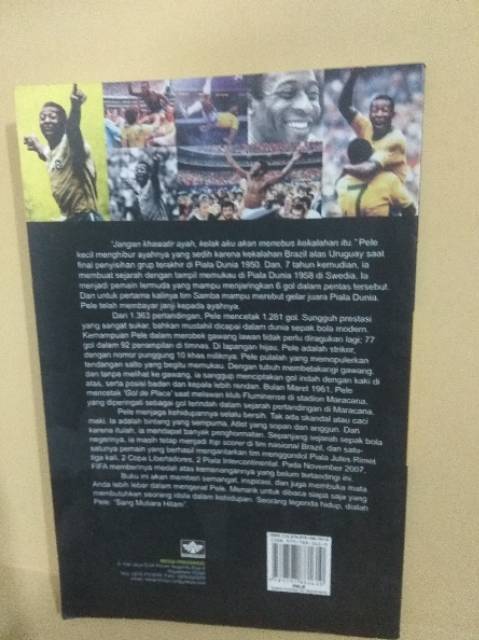 "Jangan khawatir ayah, kelak aku akan menebus kekalahan itu." Pele
kecil menghibur ayahnya yang sedih karena kekalahan Brazil atas Uruguay saat
final penyisihan grup terakhir di Piala Dunia 1950. Dan, 7 tahun kemudian, ia
membuat sejarah dengan tampil memukau di Piala Dunia 1958 di Swedia. Ia
menjadi pemain termuda yang mampu menjaringkan 6 gol dalam pentas tersebut.
Dan untuk pertama kalinya tim Samba mampu merebut gelar juara Piala Dunia.
Pele telah membayar janji kepada ayahnya.
Dari 1.363 pertandingan, Pele mencetak 1.281 gol. Sungguh prestasi
yang sangat sukar, bahkan mustahil dicapai dalam dunia sepak bola modern.
Kemampuan Pele dalam merobek gawang lawan tidak perlu diragukan lagi; 77
gol dalam 92 penampilan di timnas. Di lapangan hijau, Pele adalah striker,
dengan nomor punggung 10 khas miliknya. Pele pulalah yang memopulerkan
tendangan salto yang begitu memukau. Dengan tubuh membelakangi gawang,
dan tanpa melihat ke gawang, ia sanggup menciptakan gol indah dengan kaki di
atas, serta posisi badan dan kepala lebih rendah. Bulan Maret 1961, Pele
mencetak "Gol de Placa" saat melawan klub Fluminense di stadion Maracana,
yang diperingati sebagai gol terindah dalam sejarah pertandingan di Maracana.
Pele menjaga kehidupannya selalu bersih. Tak ada skandal atau caci
maki. Ia adalah bintang yang sempurna. Atlet yang sopan dan anggun. Dan
karena itulah, ia mendapat banyak penghormatan. Sepanjang sejarah sepak bola
negerinya, ia masih tetap menjadi top scorer di tim nasional Brazil, dan satu-
satunya pemain yang berhasil mengantarkan tim menggondol Piala Jules Rimet
tiga kali, 2 Copa Libertadores, 2 Piala Intercontinental. Pada November 2007,
FIFA memberinya medali atas kemenangannya yang belum tertandingi ini.
Buku ini akan memberi semangat, inspirasi, dan juga membuka mata
Anda lebih lebar dalam mengenal Pele. Menarik untuk dibaca siapa saja yang
membutuhkan seorang idola dalam kehidupan. Seorang legenda hidup, dialah
Pele: "Sang Mutiara Hitam"